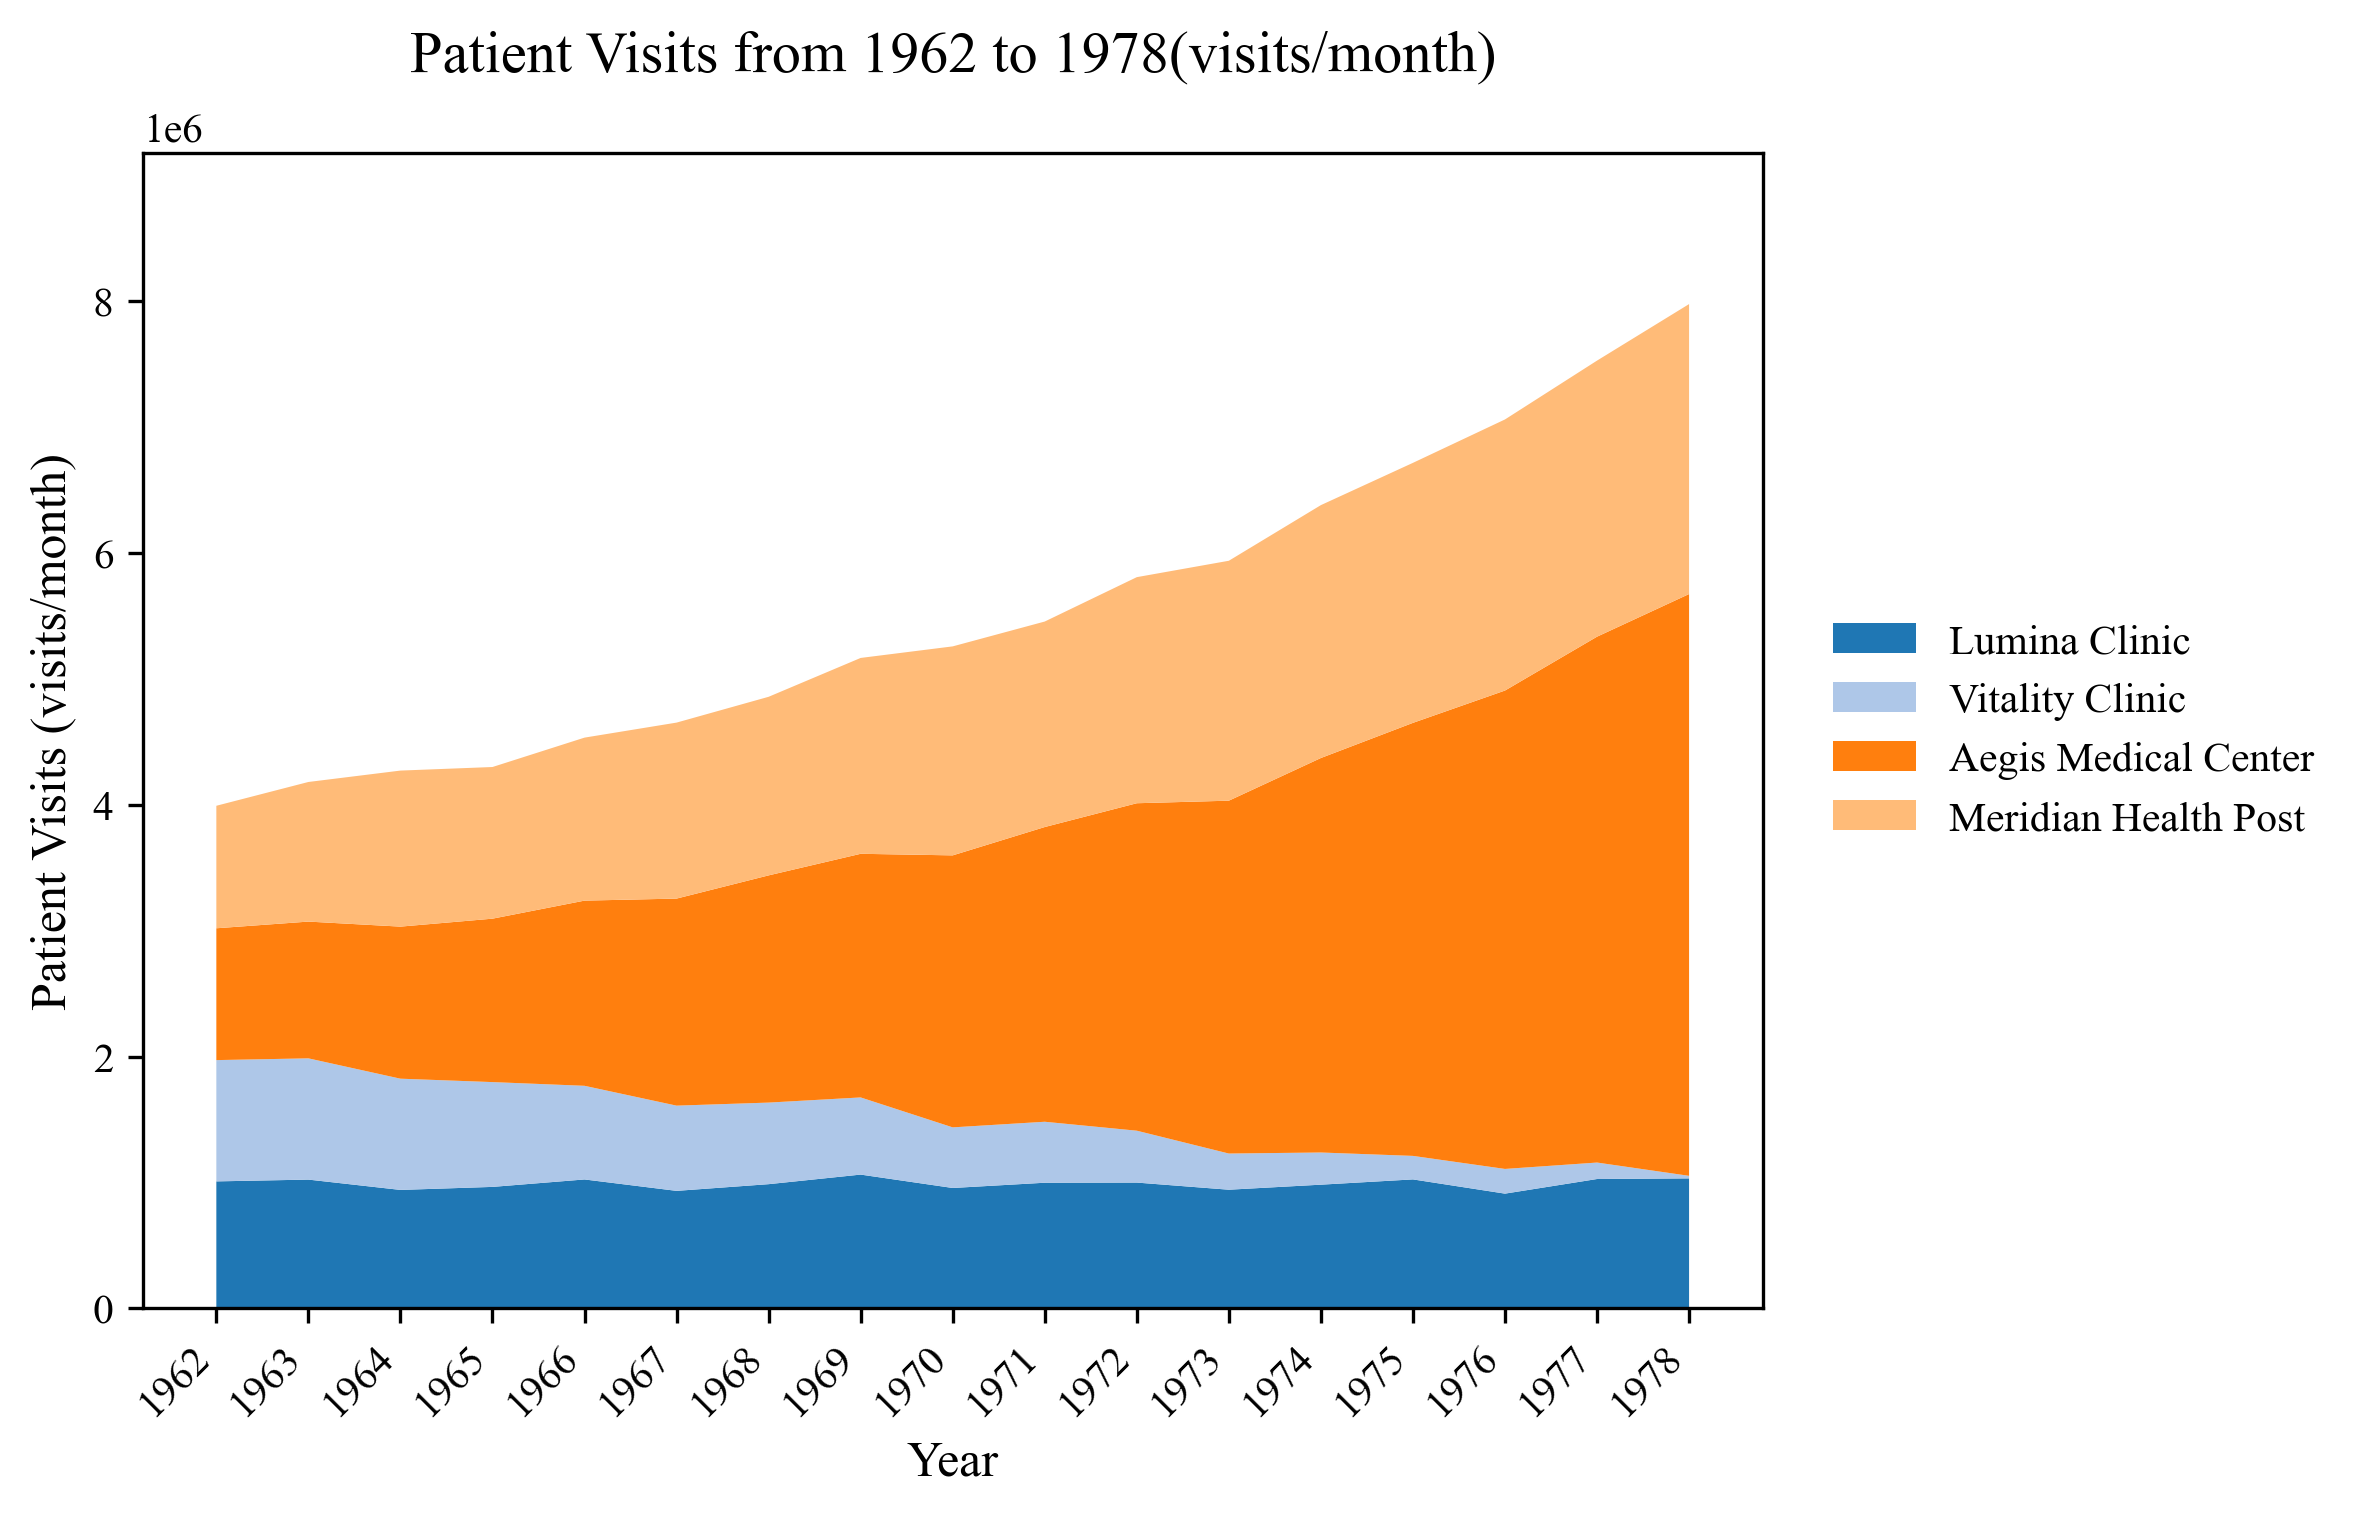 Patient Visits from 1962 to 1978(visits/month)
1e6
8
6
4
2
0
Patient Visits (visits/month)
1962
1963
1964
1965
1966
1967
1968
1969
1970
1971
1972
1973
1974
1975
1976
1977
1978
Year
Lumina Clinic
Vitality Clinic
Aegis Medical Center
Meridian Health Post